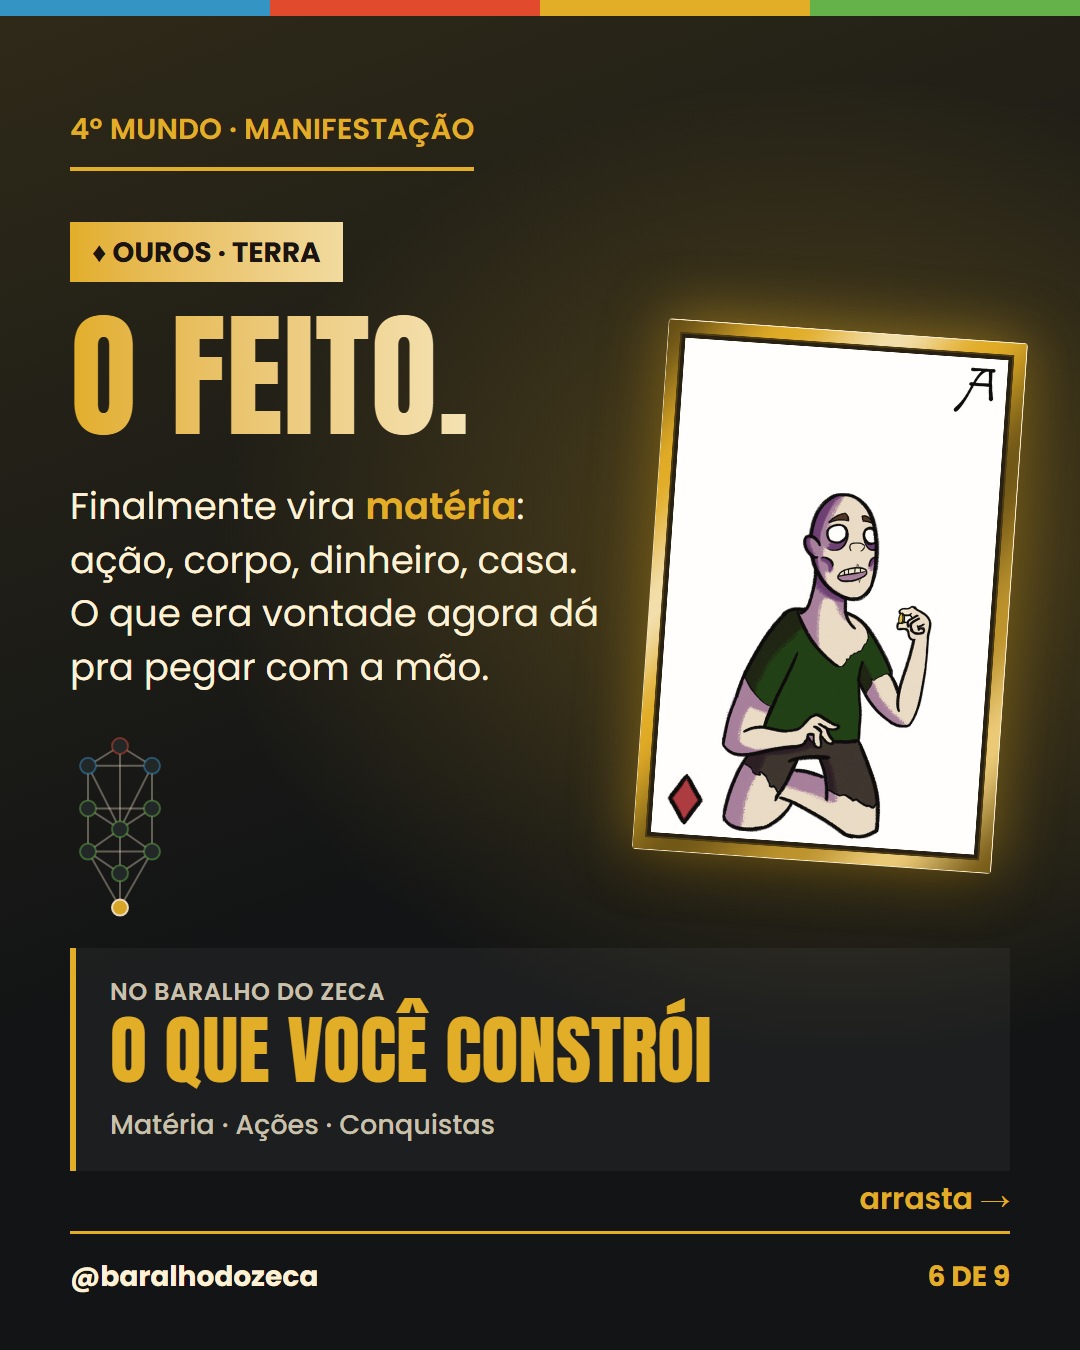 4º MUNDO · MANIFESTAÇÃO
♦ OUROS · TERRA
O FEITO.
Finalmente vira matéria:
ação, corpo, dinheiro, casa.
O que era vontade agora dá
pra pegar com a mão.
A
NO BARALHO DO ZECA
O QUE VOCÊ CONSTRÓI
Matéria · Ações · Conquistas
arrasta →
@baralhodozeca
6 DE 9